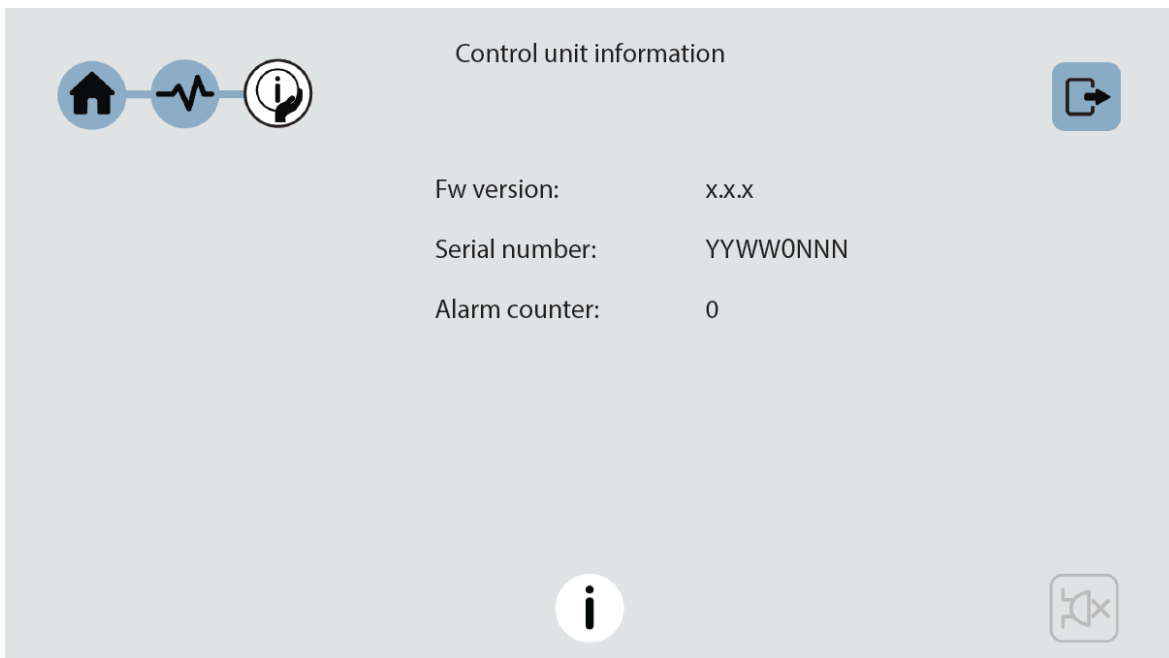 Control unit information
Fw version: x.x.x
Serial number: YYWW0NNN
Alarm counter: 0